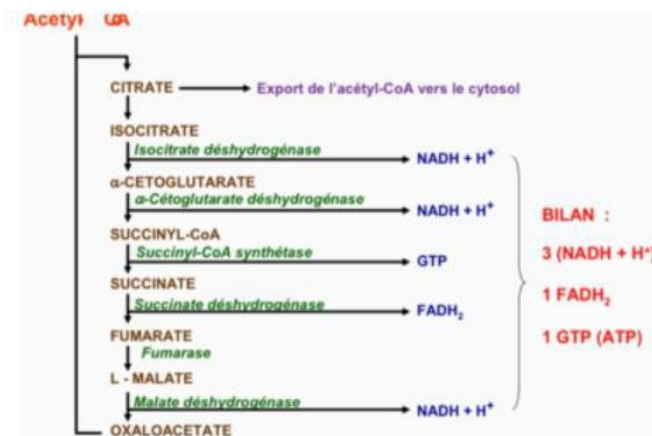 Acétyl-CoA
CITRATE
Export de l'acétyl-CoA vers le cytosol
ISOCITRATE
Isocitrate déshydrogénase
NADH + H⁺
α-CETOGLUTARATE
α-Cétoglutarate déshydrogénase
NADH + H⁺
SUCCINYL-CoA
Succinyl-CoA synthétase
GTP
SUCCINATE
Succinate déshydrogénase
FADH₂
FUMARATE
Fumarase
L - MALATE
Malate déshydrogénase
NADH + H⁺
OXALOACETATE
BILAN :
3 (NADH + H⁺)
1 FADH₂
1 GTP (ATP)